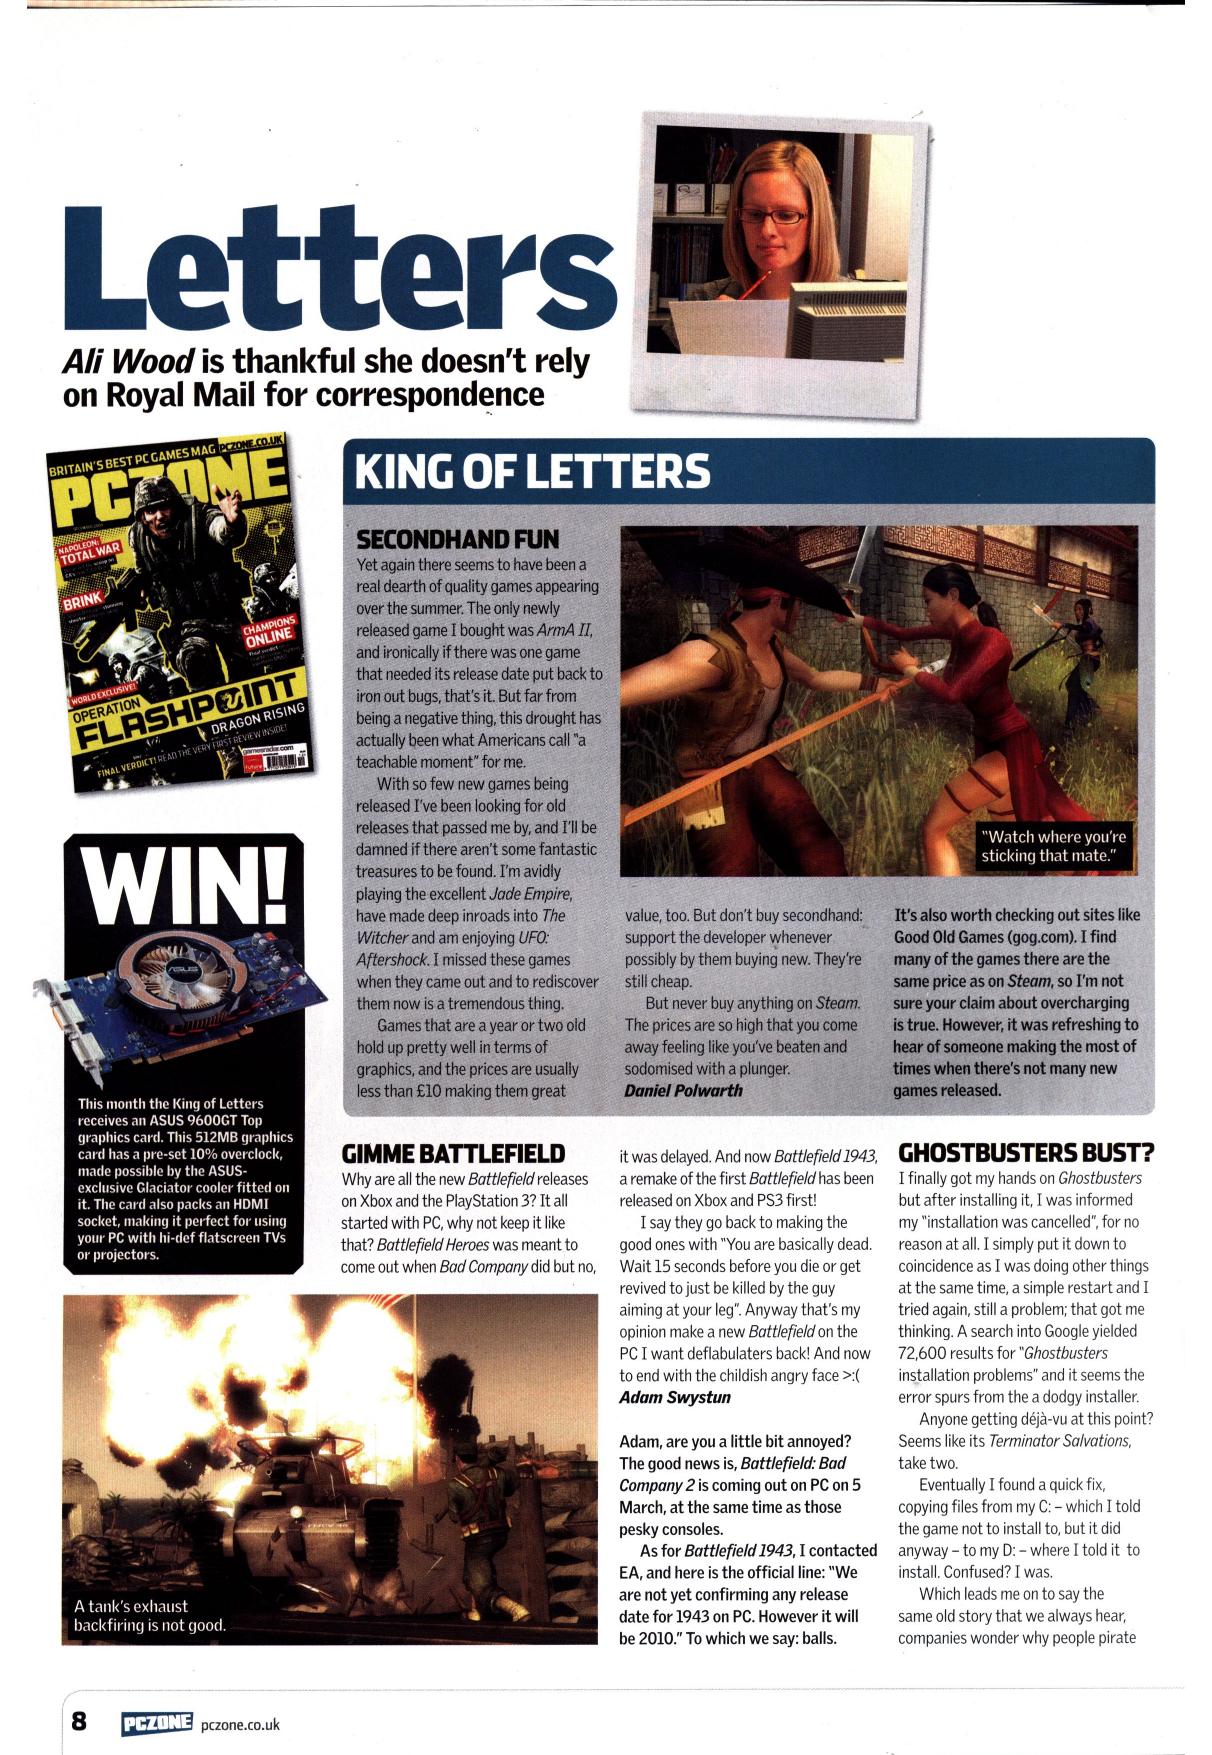 Letters
Ali Wood is thankful she doesn't rely
on Royal Mail for correspondence
BRITAIN'S BEST PC GAMES MAG PCZONE.CO.UK
PCZONE
NAPOLEON:
TOTAL WAR
BRINK
CHAMPIONS
ONLINE
WORLD EXCLUSIVE!
OPERATION
FLASHPOINT
DRAGON RISING
FINAL VERDICT! READ THE VERY FIRST REVIEW INSIDE!
gamesradar.com
future
WIN!
ASUS
This month the King of Letters
receives an ASUS 9600GT Top
graphics card. This 512MB graphics
card has a pre-set 10% overclock,
made possible by the ASUS-
exclusive Glaciator cooler fitted on
it. The card also packs an HDMI
socket, making it perfect for using
your PC with hi-def flatscreen TVs
or projectors.
KING OF LETTERS
SECONDHAND FUN
Yet again there seems to have been a
real dearth of quality games appearing
over the summer. The only newly
released game I bought was ArmA II,
and ironically if there was one game
that needed its release date put back to
iron out bugs, that's it. But far from
being a negative thing, this drought has
actually been what Americans call "a
teachable moment" for me.
With so few new games being
released I've been looking for old
releases that passed me by, and I'll be
damned if there aren't some fantastic
treasures to be found. I'm avidly
playing the excellent Jade Empire,
have made deep inroads into The
Witcher and am enjoying UFO:
Aftershock. I missed these games
when they came out and to rediscover
them now is a tremendous thing.
Games that are a year or two old
hold up pretty well in terms of
graphics, and the prices are usually
less than £10 making them great
"Watch where you're
sticking that mate."
value, too. But don't buy secondhand:
support the developer whenever
possible by them buying new. They're
still cheap.
But never buy anything on Steam.
The prices are so high that you come
away feeling like you've beaten and
sodomised with a plunger.
Daniel Polwarth
It's also worth checking out sites like
Good Old Games (gog.com). I find
many of the games there are the
same price as on Steam, so I'm not
sure your claim about overcharging
is true. However, it was refreshing to
hear of someone making the most of
times when there's not many new
games released.
GIMME BATTLEFIELD
Why are all the new Battlefield releases
on Xbox and the PlayStation 3? It all
started with PC, why not keep it like
that? Battlefield Heroes was meant to
come out when Bad Company did but no,
A tank's exhaust
backfiring is not good.
it was delayed. And now Battlefield 1943,
a remake of the first Battlefield has been
released on Xbox and PS3 first!
I say they go back to making the
good ones with "You are basically dead.
Wait 15 seconds before you die or get
revived to just be killed by the guy
aiming at your leg". Anyway that's my
opinion make a new Battlefield on the
PC I want deflabulaters back! And now
to end with the childish angry face >:(
Adam Swystun
Adam, are you a little bit annoyed?
The good news is, Battlefield: Bad
Company 2 is coming out on PC on 5
March, at the same time as those
pesky consoles.
As for Battlefield 1943, I contacted
EA, and here is the official line: "We
are not yet confirming any release
date for 1943 on PC. However it will
be 2010." To which we say: balls.
GHOSTBUSTERS BUST?
I finally got my hands on Ghostbusters
but after installing it, I was informed
my "installation was cancelled", for no
reason at all. I simply put it down to
coincidence as I was doing other things
at the same time, a simple restart and I
tried again, still a problem; that got me
thinking. A search into Google yielded
72,600 results for "Ghostbusters
installation problems" and it seems the
error spurs from the a dodgy installer.
Anyone getting déjà-vu at this point?
Seems like its Terminator Salvations,
take two.
Eventually I found a quick fix,
copying files from my C: – which I told
the game not to install to, but it did
anyway – to my D: – where I told it to
install. Confused? I was.
Which leads me on to say the
same old story that we always hear,
companies wonder why people pirate
8
PCZONE pczone.co.uk